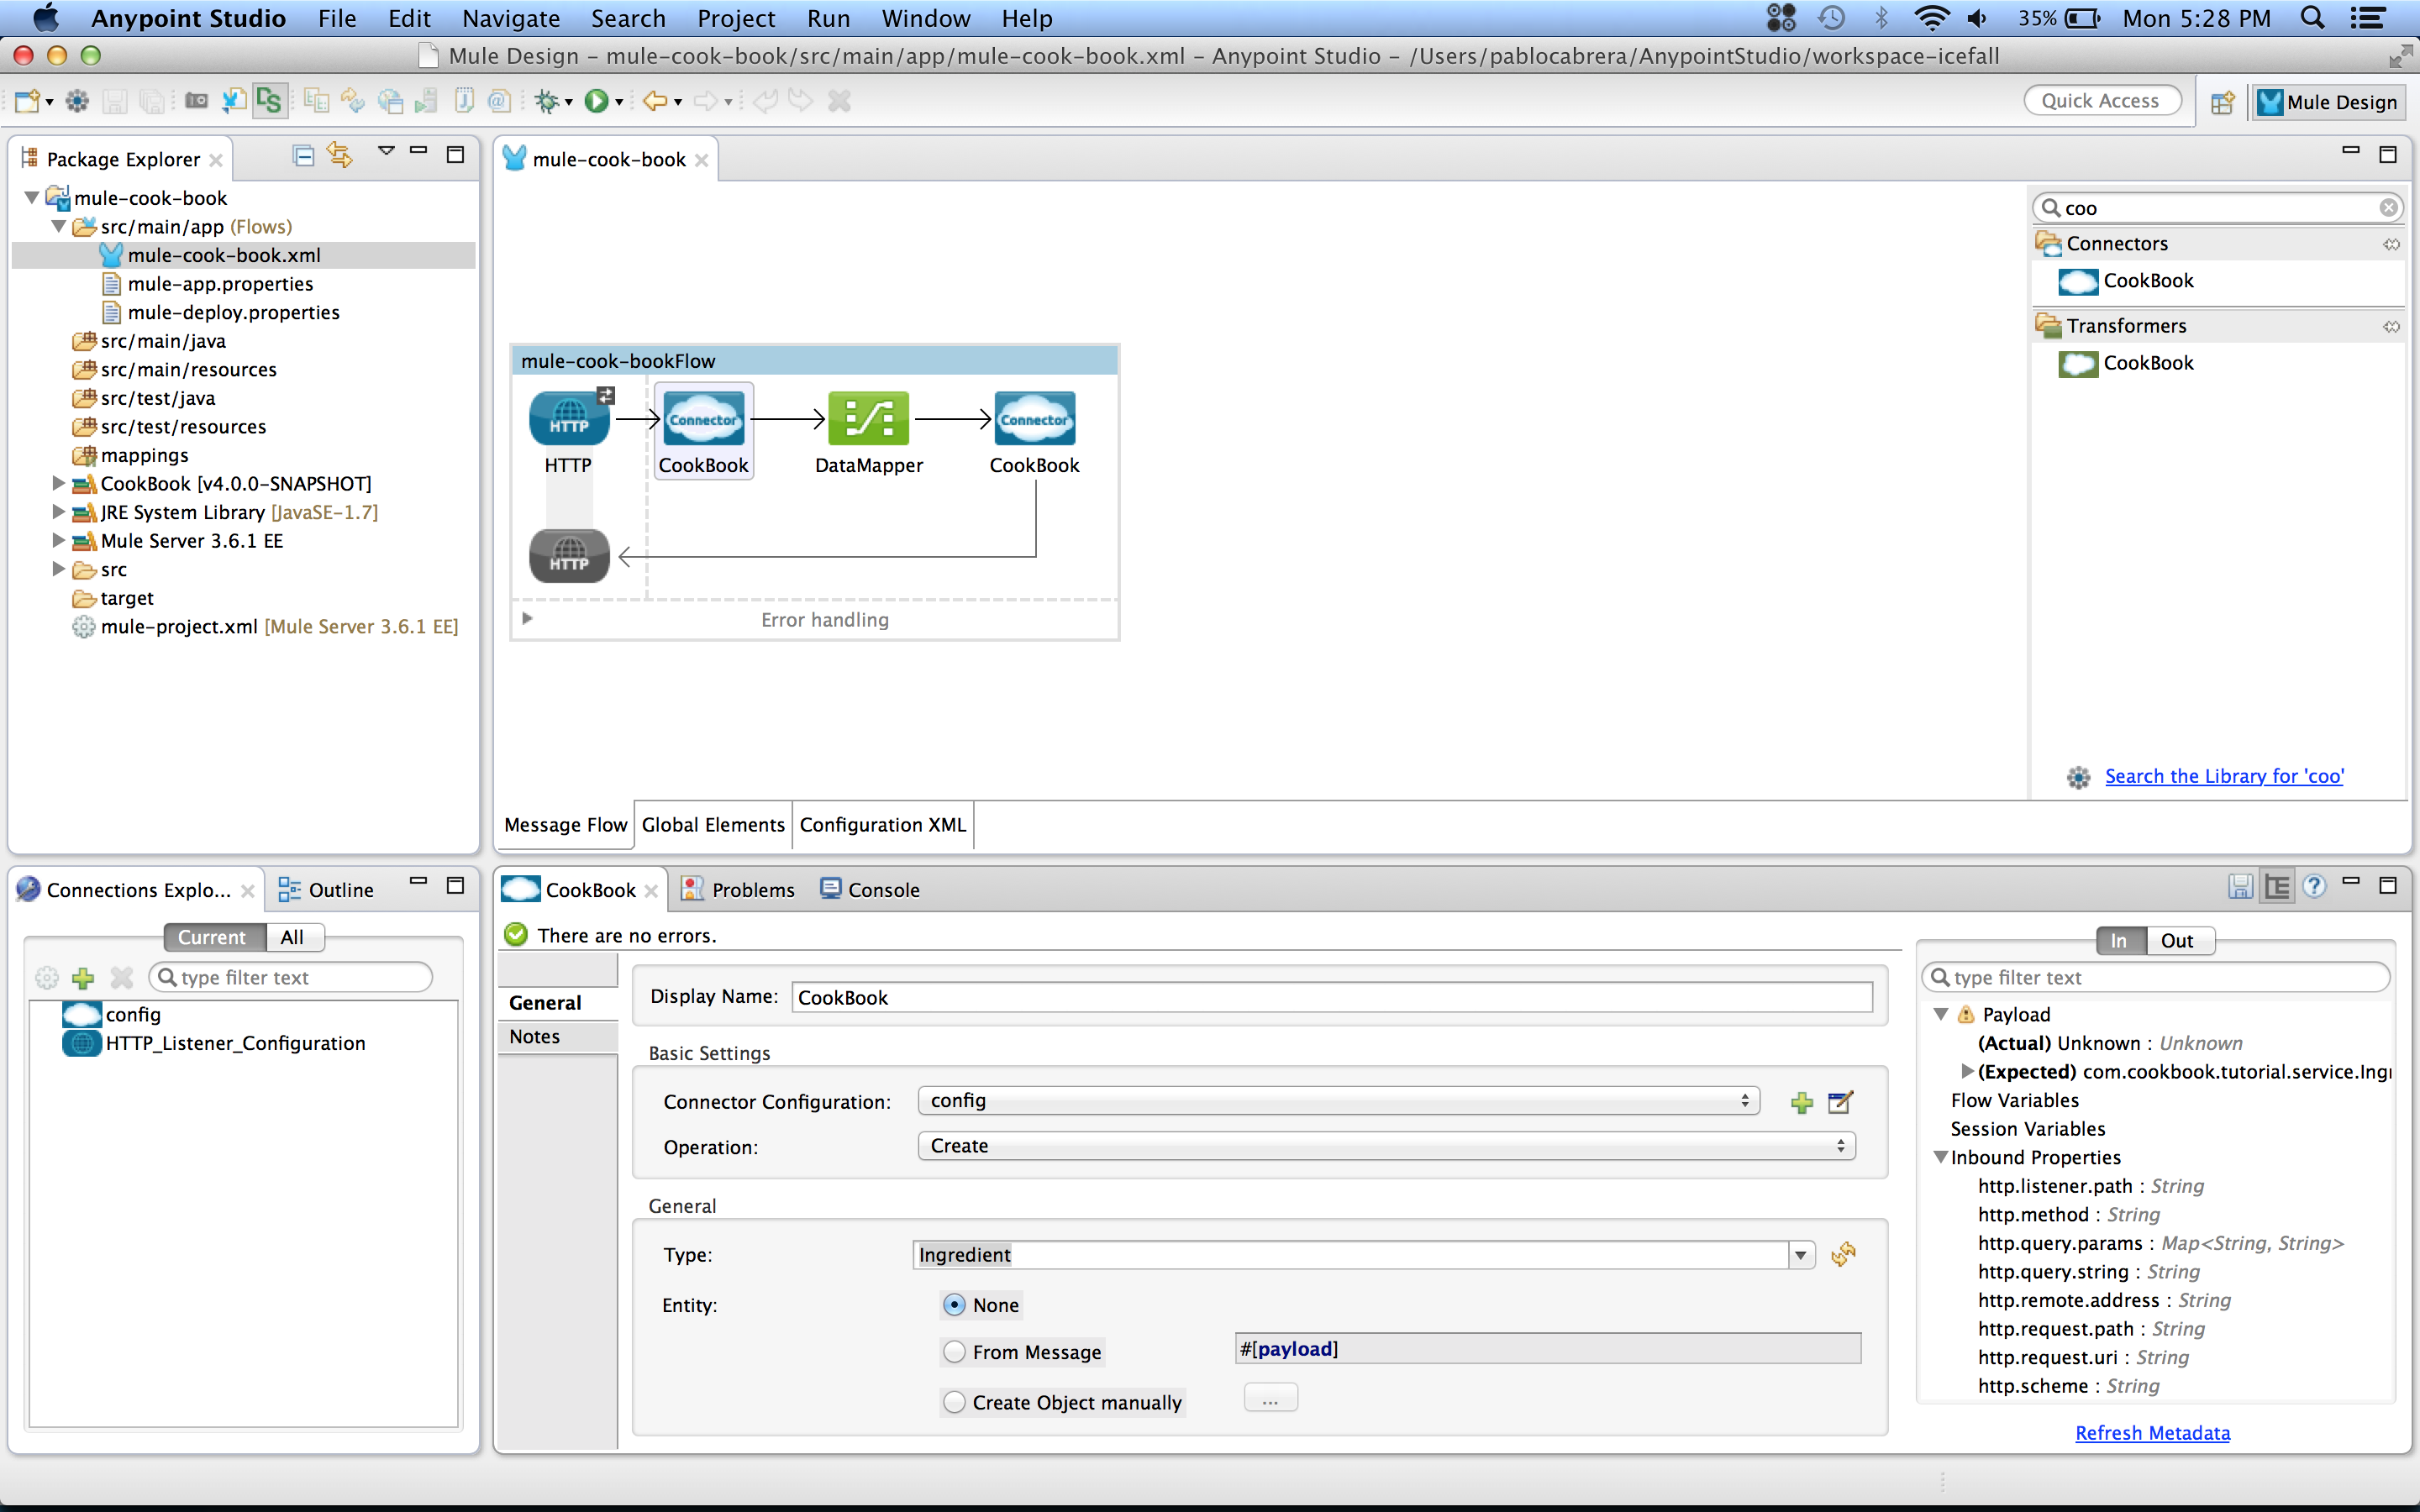 Anypoint Studio File Edit Navigate Search Project Run Window Help 35% Mon 5:28 PM
Mule Design – mule-cook-book/src/main/app/mule-cook-book.xml – Anypoint Studio – /Users/pablocabrera/AnypointStudio/workspace-icefall
Quick Access Mule Design
Package Explorer
mule-cook-book
src/main/app (Flows)
mule-cook-book.xml
mule-app.properties
mule-deploy.properties
src/main/java
src/main/resources
src/test/java
src/test/resources
mappings
CookBook [v4.0.0-SNAPSHOT]
JRE System Library [JavaSE-1.7]
Mule Server 3.6.1 EE
src
target
mule-project.xml [Mule Server 3.6.1 EE]
mule-cook-book
mule-cook-bookFlow
HTTP Connector Connector
HTTP CookBook DataMapper CookBook
HTTP
Error handling
coo
Connectors
CookBook
Transformers
CookBook
Search the Library for 'coo'
Message Flow Global Elements Configuration XML
Connections Explo... Outline
Current All
type filter text
config
HTTP_Listener_Configuration
CookBook Problems Console
There are no errors.
General
Notes
Display Name: CookBook
Basic Settings
Connector Configuration: config
Operation: Create
General
Type: Ingredient
Entity: None
From Message #[payload]
Create Object manually ...
In Out
type filter text
Payload
(Actual) Unknown : Unknown
(Expected) com.cookbook.tutorial.service.Ingr
Flow Variables
Session Variables
Inbound Properties
http.listener.path : String
http.method : String
http.query.params : Map<String, String>
http.query.string : String
http.remote.address : String
http.request.path : String
http.request.uri : String
http.scheme : String
Refresh Metadata